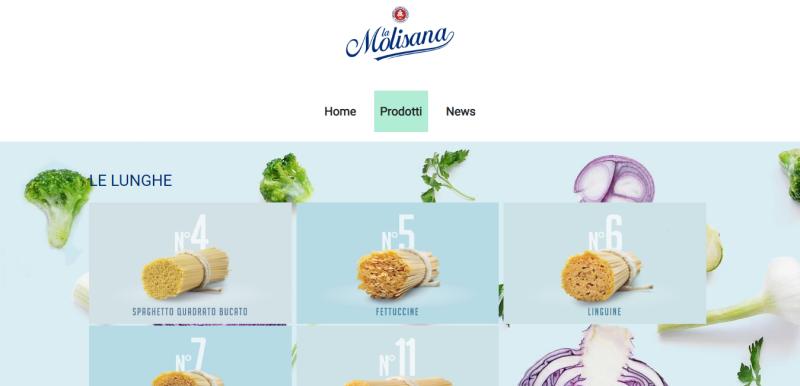 la
Molisana
Home Prodotti News
LE LUNGHE
N°4 N°5 N°6
SPAGHETTO QUADRATO BUCATO FETTUCCINE LINGUINE
N°7 N°11